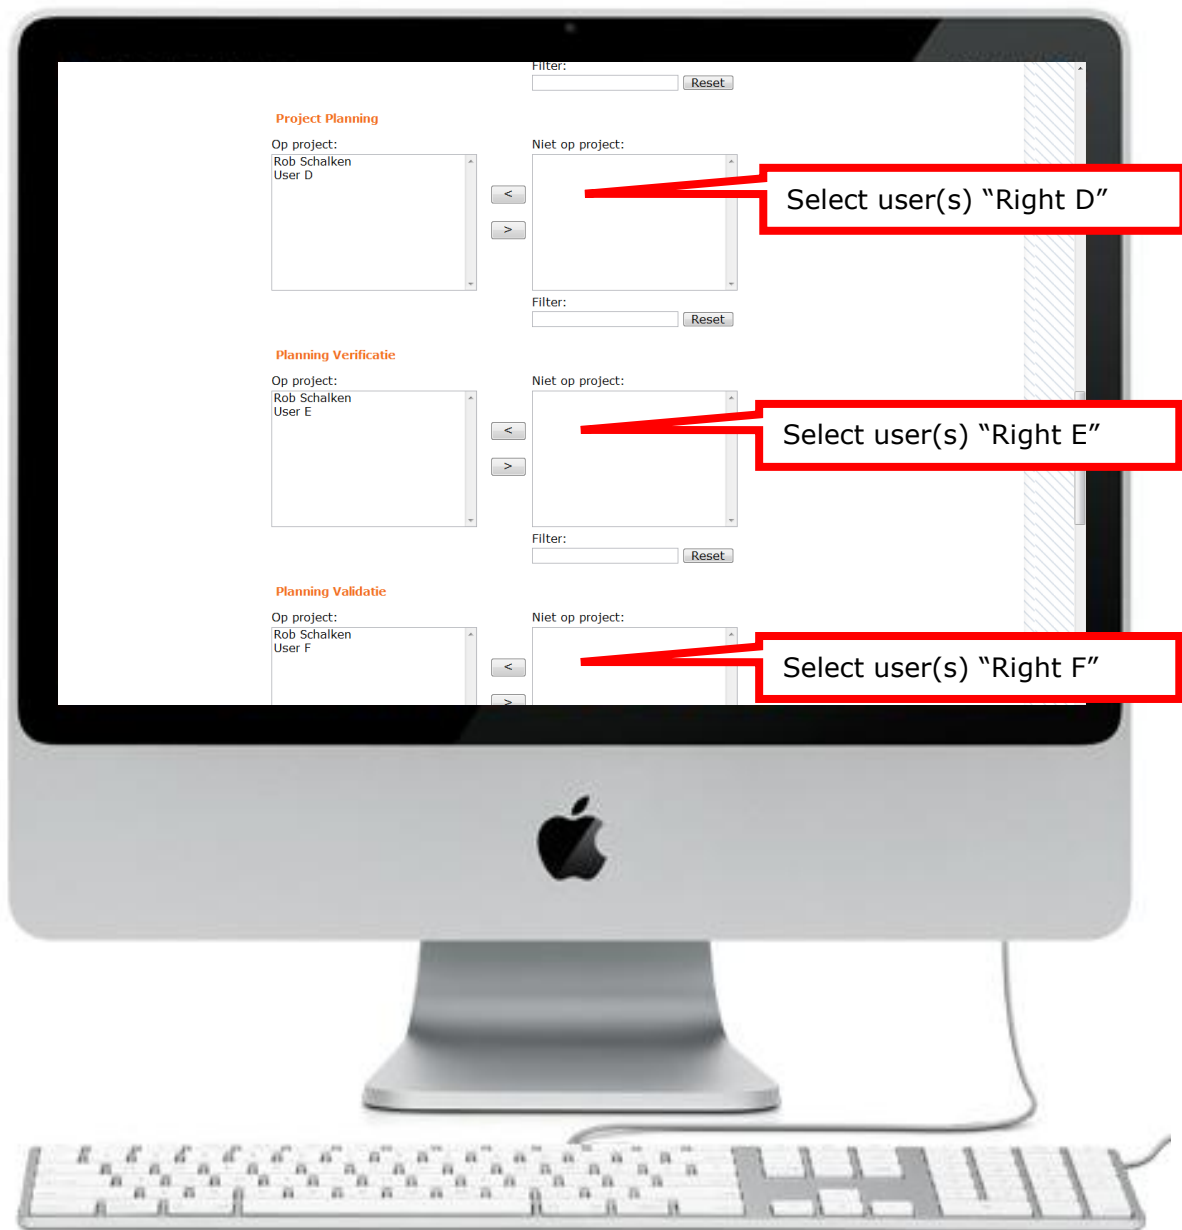 Filter:
Reset
Project Planning
Op project:
Niet op project:
Rob Schalken
User D
<
>
Select user(s) “Right D”
Filter:
Reset
Planning Verificatie
Op project:
Niet op project:
Rob Schalken
User E
<
>
Select user(s) “Right E”
Filter:
Reset
Planning Validatie
Op project:
Niet op project:
Rob Schalken
User F
<
>
Select user(s) “Right F”